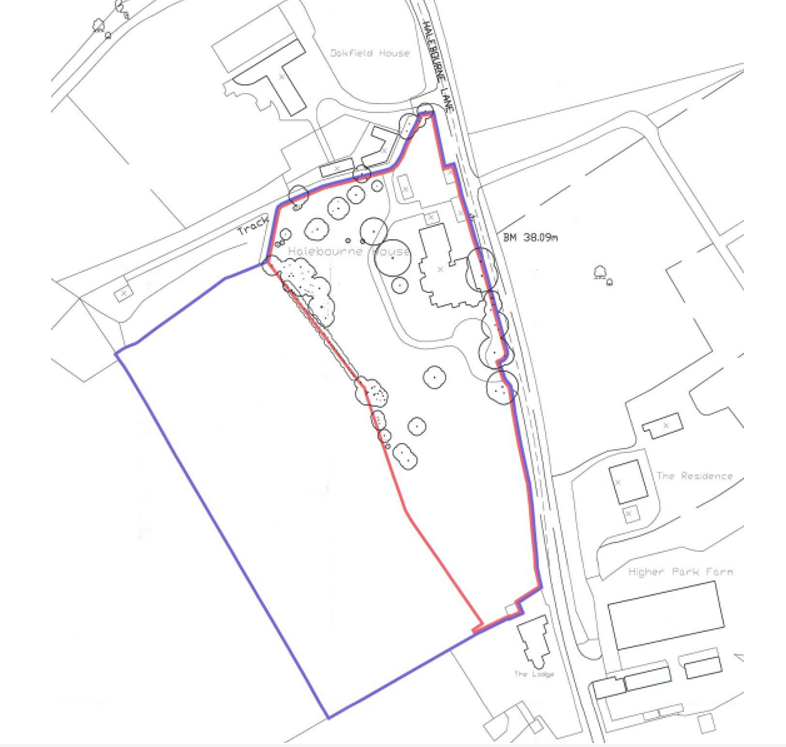 Oakfield House
HALEBOURNE LANE
Track
BM 38.09m
Halebourne House
The Residence
Higher Park Farm
The Lodge